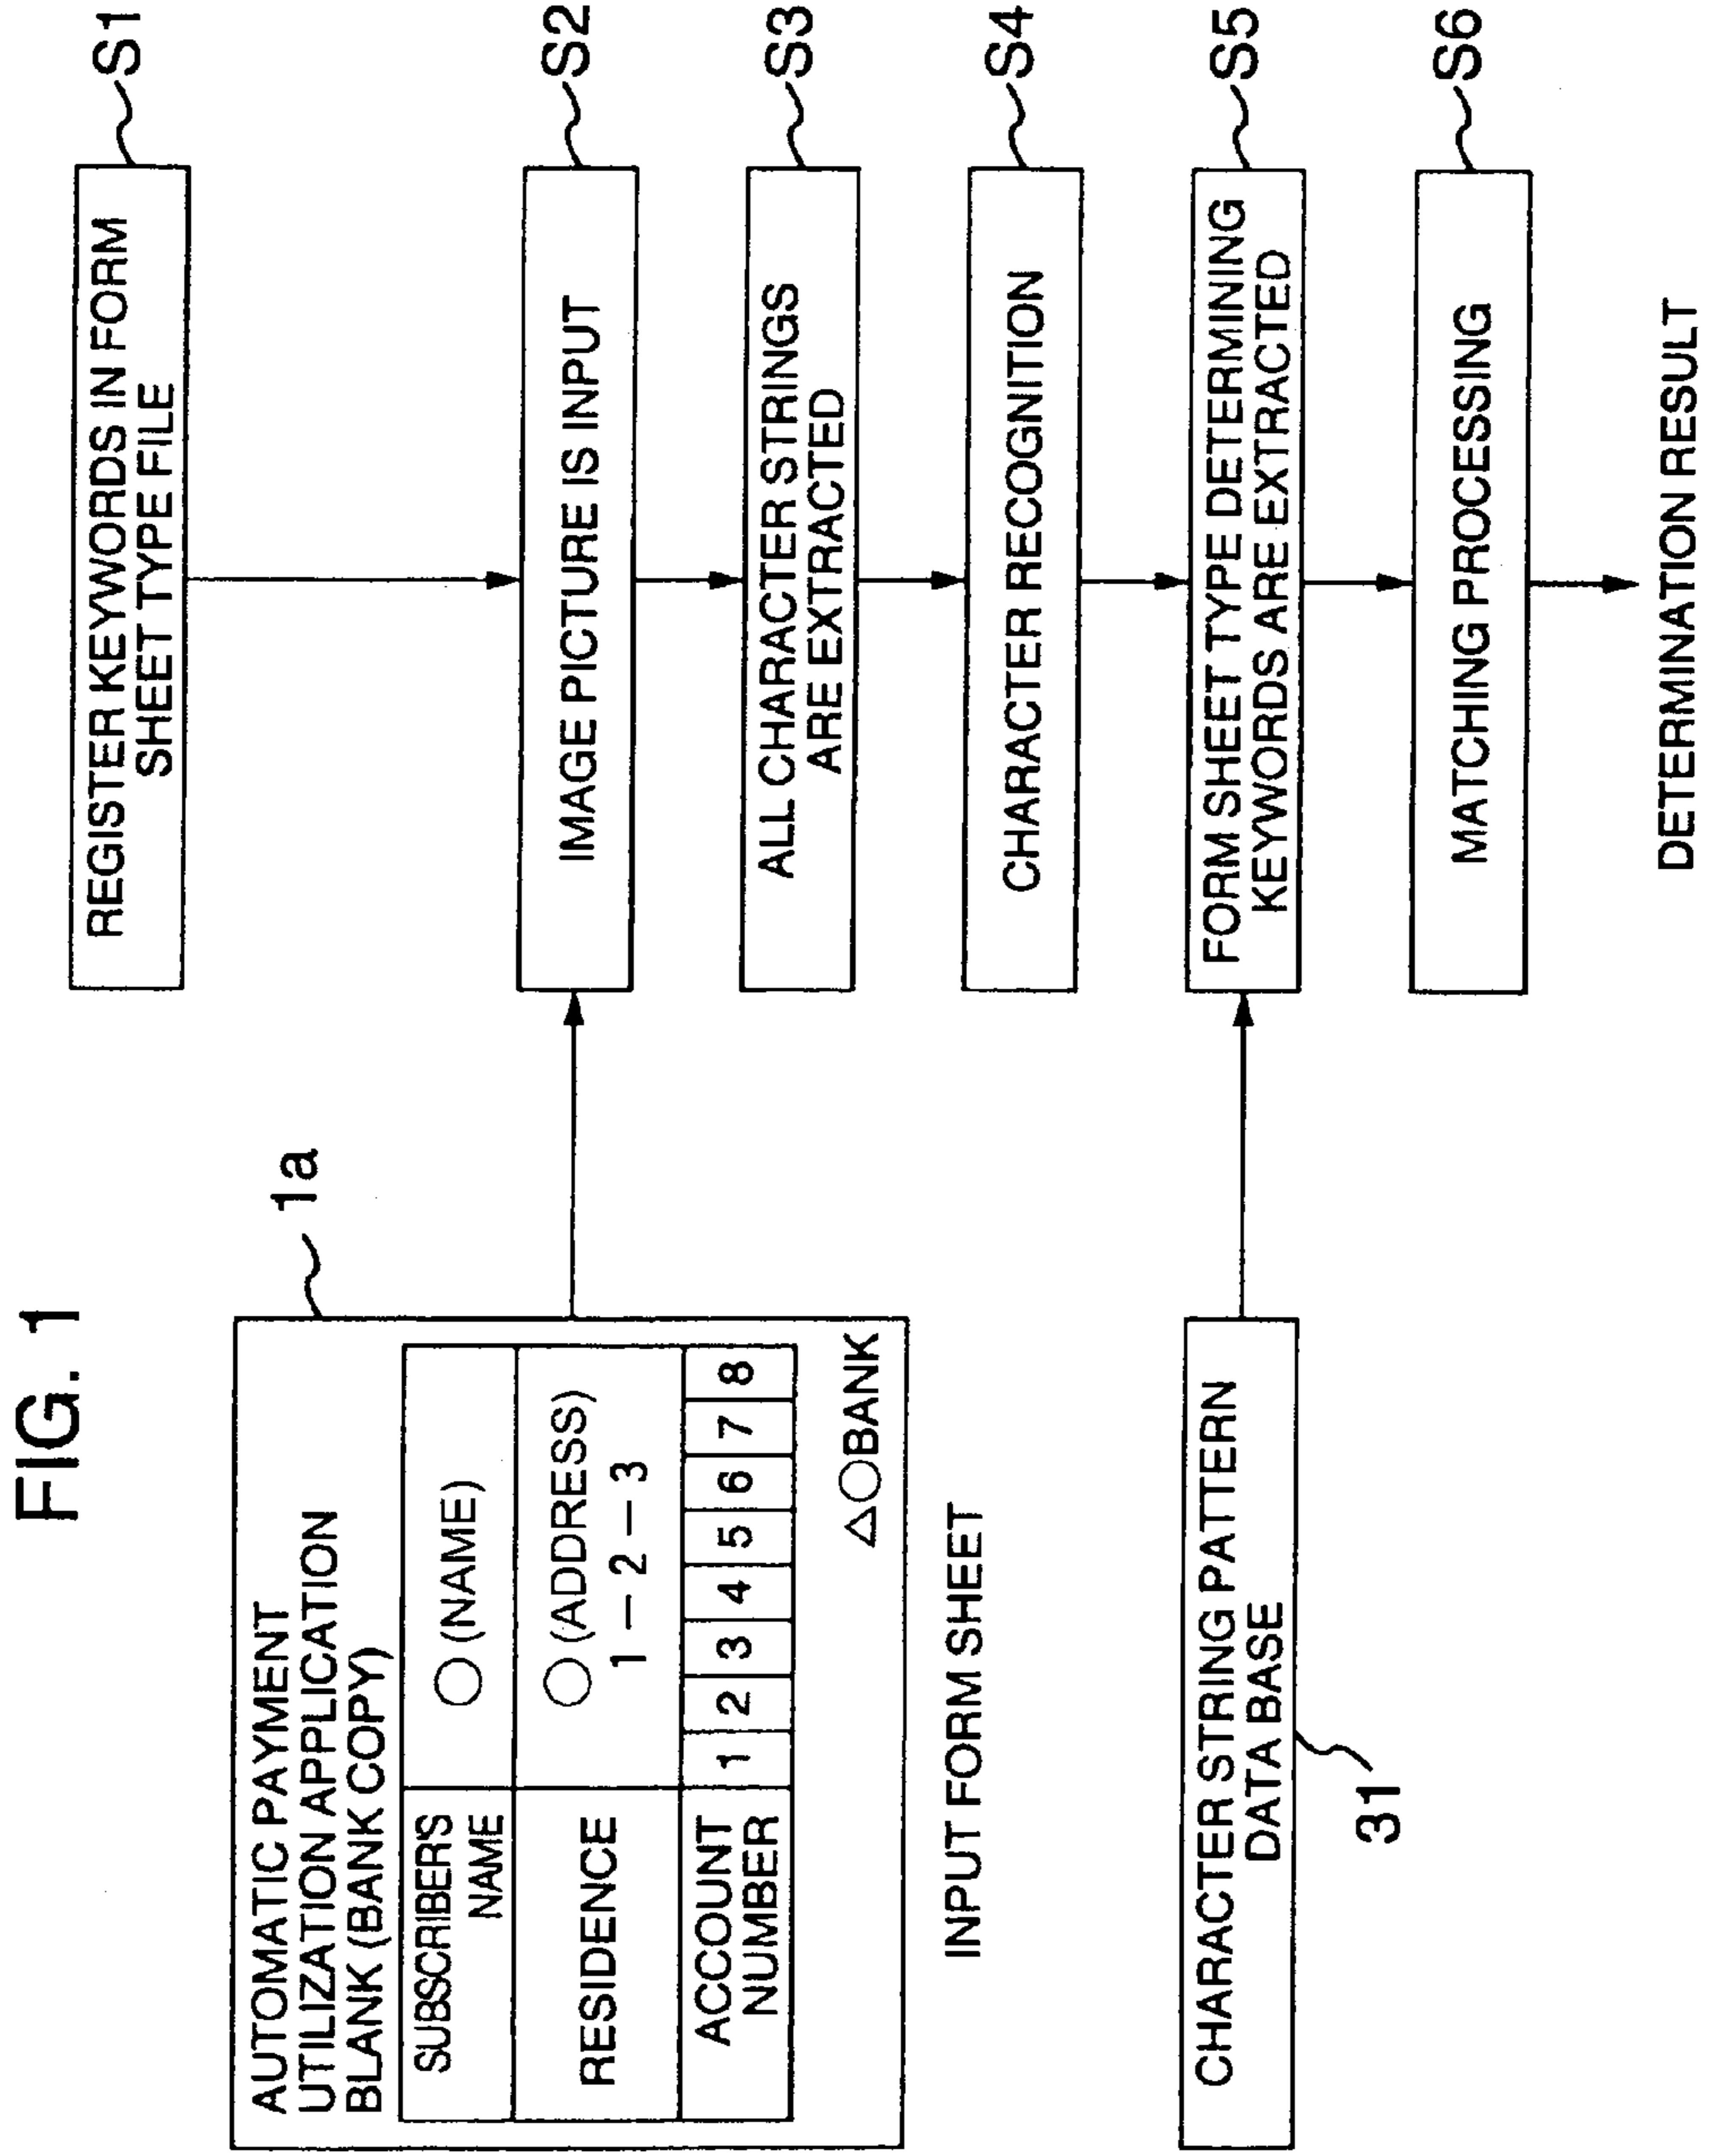 FIG. 1
1a
AUTOMATIC PAYMENT
UTILIZATION APPLICATION
BLANK (BANK COPY)
SUBSCRIBER'S
NAME
○ (NAME)
RESIDENCE
○ (ADDRESS)
1 – 2 – 3
ACCOUNT
NUMBER
1 2 3 4 5 6 7 8
△○BANK
INPUT FORM SHEET
CHARACTER STRING PATTERN
DATA BASE
31
REGISTER KEYWORDS IN FORM
SHEET TYPE FILE
S1
IMAGE PICTURE IS INPUT
S2
ALL CHARACTER STRINGS
ARE EXTRACTED
S3
CHARACTER RECOGNITION
S4
FORM SHEET TYPE DETERMINING
KEYWORDS ARE EXTRACTED
S5
MATCHING PROCESSING
S6
DETERMINATION RESULT